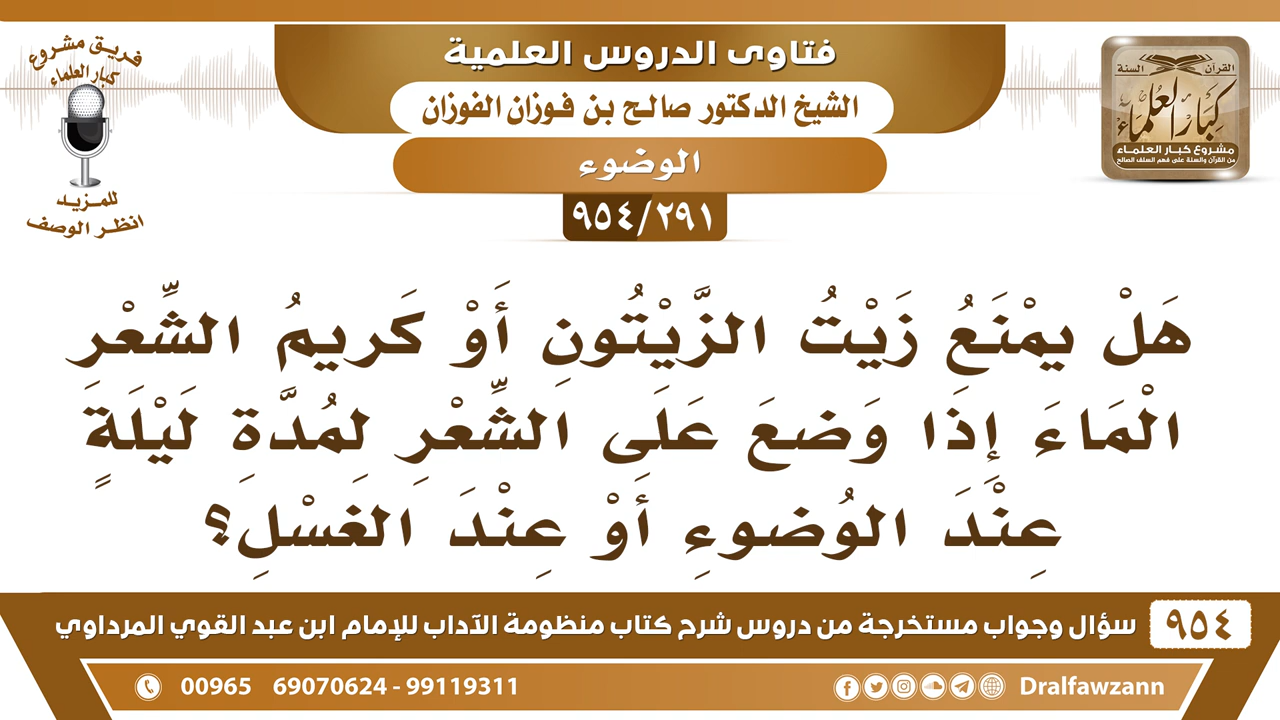 فريق مشروع
كبار العلماء
للمزيد
انظر الوصف
فتاوى الدروس العلمية
الشيخ الدكتور صالح بن فوزان الفوزان
الوضوء
٩٥٤/٢٩١
القرآن السنة
كبار العلماء
مشروع كبار العلماء
من القرآن والسنة على فهم السلف الصالح
هَلْ يمْنَعُ زَيْتُ الزَّيْتُونِ أَوْ كَريمُ الشِّعْرَ
الْمَاءَ إِذَا وَضعَ عَلَى الشِّعْرِ لمُدَّةِ لَيْلَةٍَ
عِنْدَ الوُضوءِ أَوْ عِنْدَ الغَسْلِ؟
٩٥٤ سؤال وجواب مستخرجة من دروس شرح كتاب منظومة الآداب للإمام ابن عبد القوي المرداوي
00965 69070624 - 99119311
Dralfawzann